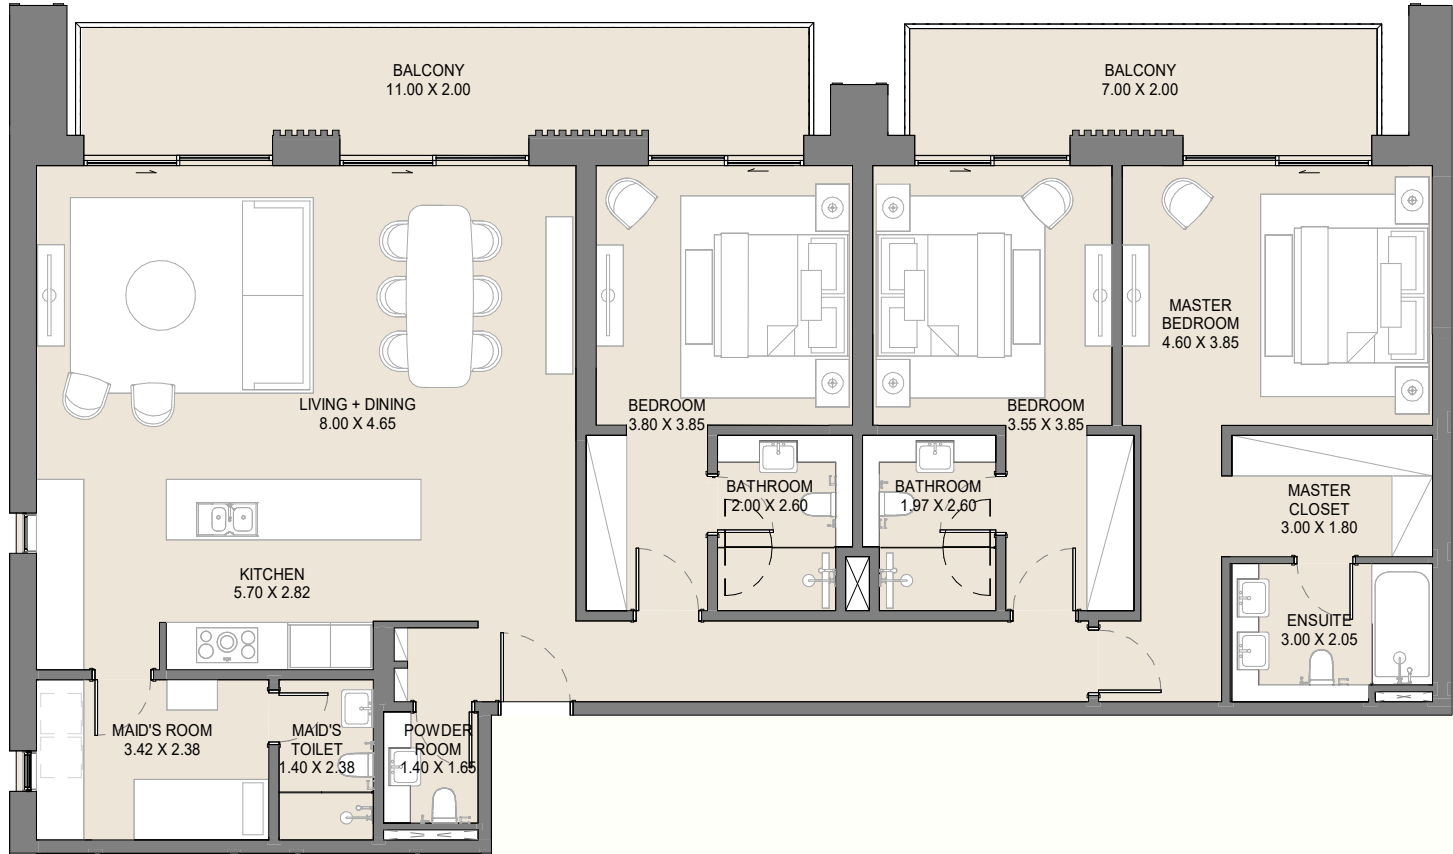 BALCONY
11.00 X 2.00
BALCONY
7.00 X 2.00
MASTER
BEDROOM
4.60 X 3.85
LIVING + DINING
8.00 X 4.65
BEDROOM
3.80 X 3.85
BEDROOM
3.55 X 3.85
BATHROOM
2.00 X 2.60
BATHROOM
1.97 X 2.60
MASTER
CLOSET
3.00 X 1.80
KITCHEN
5.70 X 2.82
ENSUITE
3.00 X 2.05
MAID'S ROOM
3.42 X 2.38
MAID'S
TOILET
1.40 X 2.38
POWDER
ROOM
1.40 X 1.65